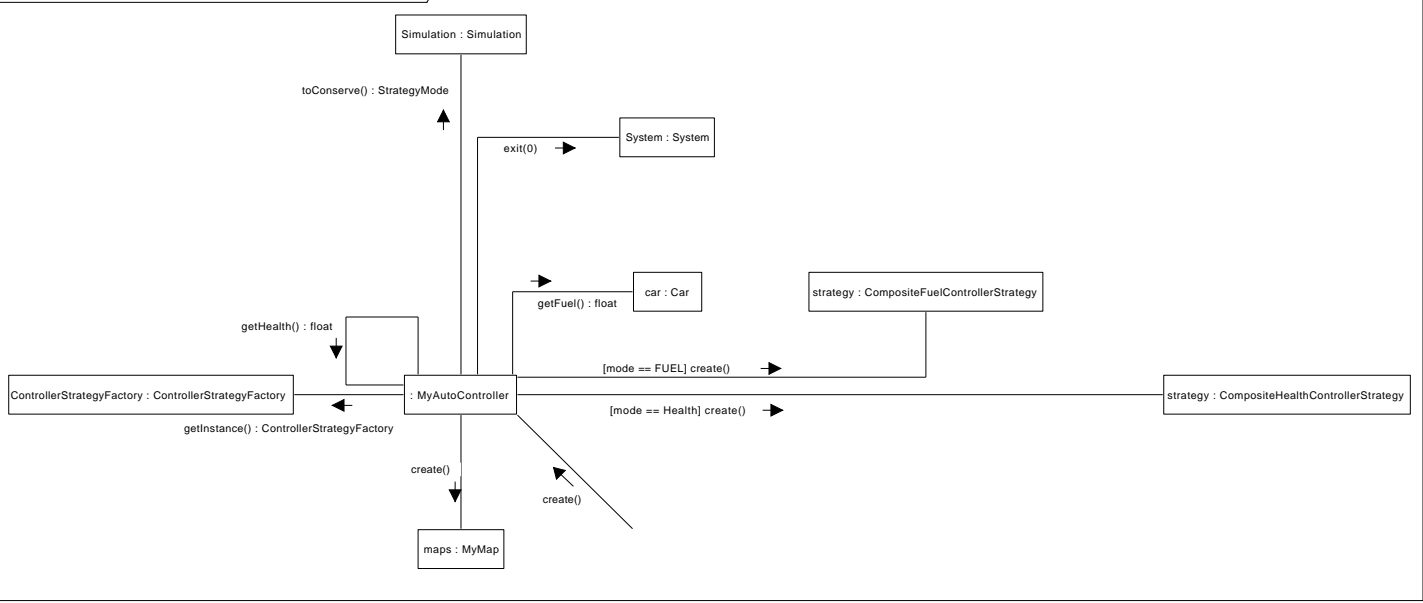 Simulation : Simulation
toConserve() : StrategyMode
System : System
exit(0)
car : Car
strategy : CompositeFuelControllerStrategy
getFuel() : float
getHealth() : float
[mode == FUEL] create()
ControllerStrategyFactory : ControllerStrategyFactory
: MyAutoController
strategy : CompositeHealthControllerStrategy
[mode == Health] create()
getInstance() : ControllerStrategyFactory
create()
create()
maps : MyMap